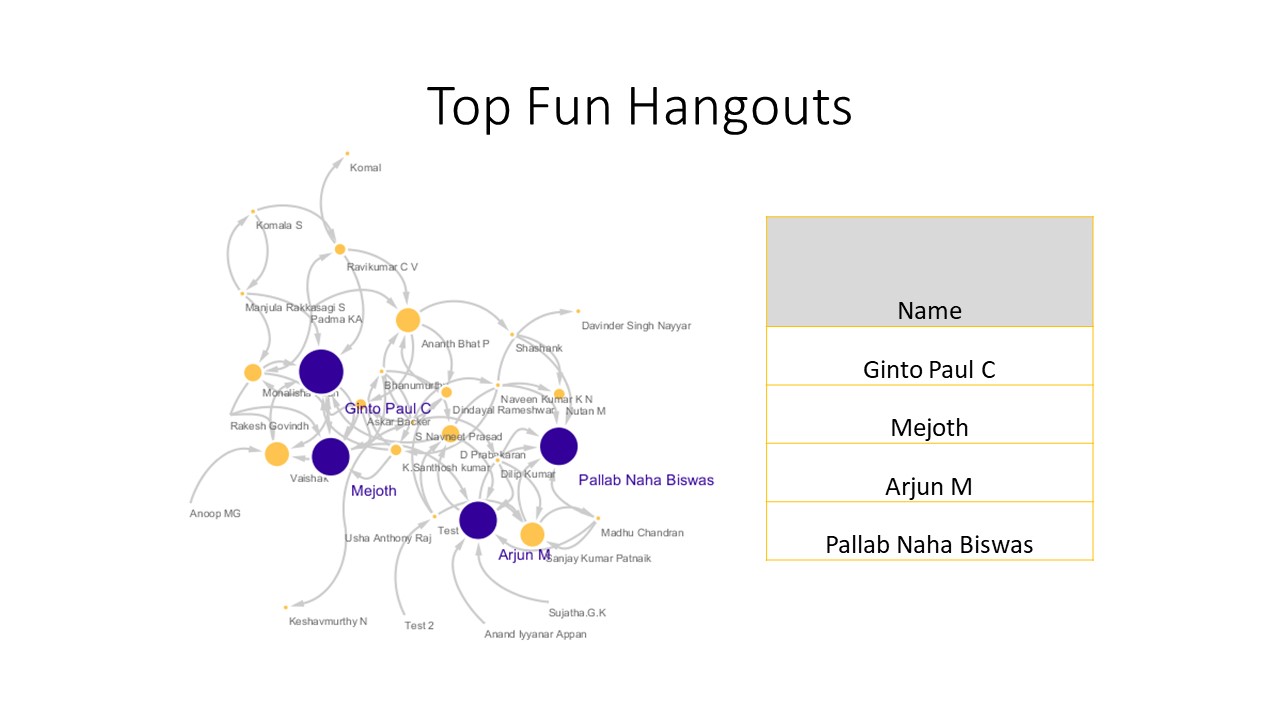 Top Fun Hangouts
Komal
Komala S
Ravikumar C V
Manjula Rakkasagi S
Padma KA
Davinder Singh Nayyar
Ananth Bhat P
Shashank
Bhanumurthy
Monalisha
Naveen Kumar K N
Ginto Paul C
Dindayal Rameshwar
Nutan M
Askar Backer
Rakesh Govindh
S Navneet Prasad
D Prabakaran
K.Santhosh kumar
Dilip Kumar
Vaishak
Pallab Naha Biswas
Mejoth
Anoop MG
Test
Madhu Chandran
Usha Anthony Raj
Arjun M
Sanjay Kumar Patnaik
Sujatha.G.K
Keshavmurthy N
Test 2
Anand Iyyanar Appan
Name
Ginto Paul C
Mejoth
Arjun M
Pallab Naha Biswas